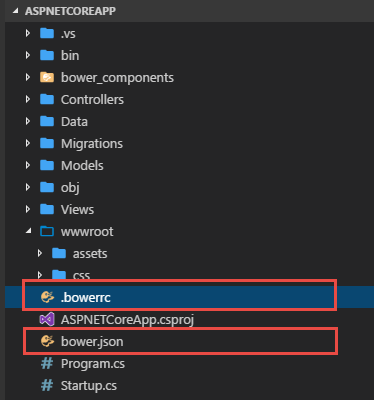 ASPNETCOREAPP
.vs
bin
bower_components
Controllers
Data
Migrations
Models
obj
Views
wwwroot
assets
css
.bowerrc
ASPNETCoreApp.csproj
bower.json
Program.cs
Startup.cs